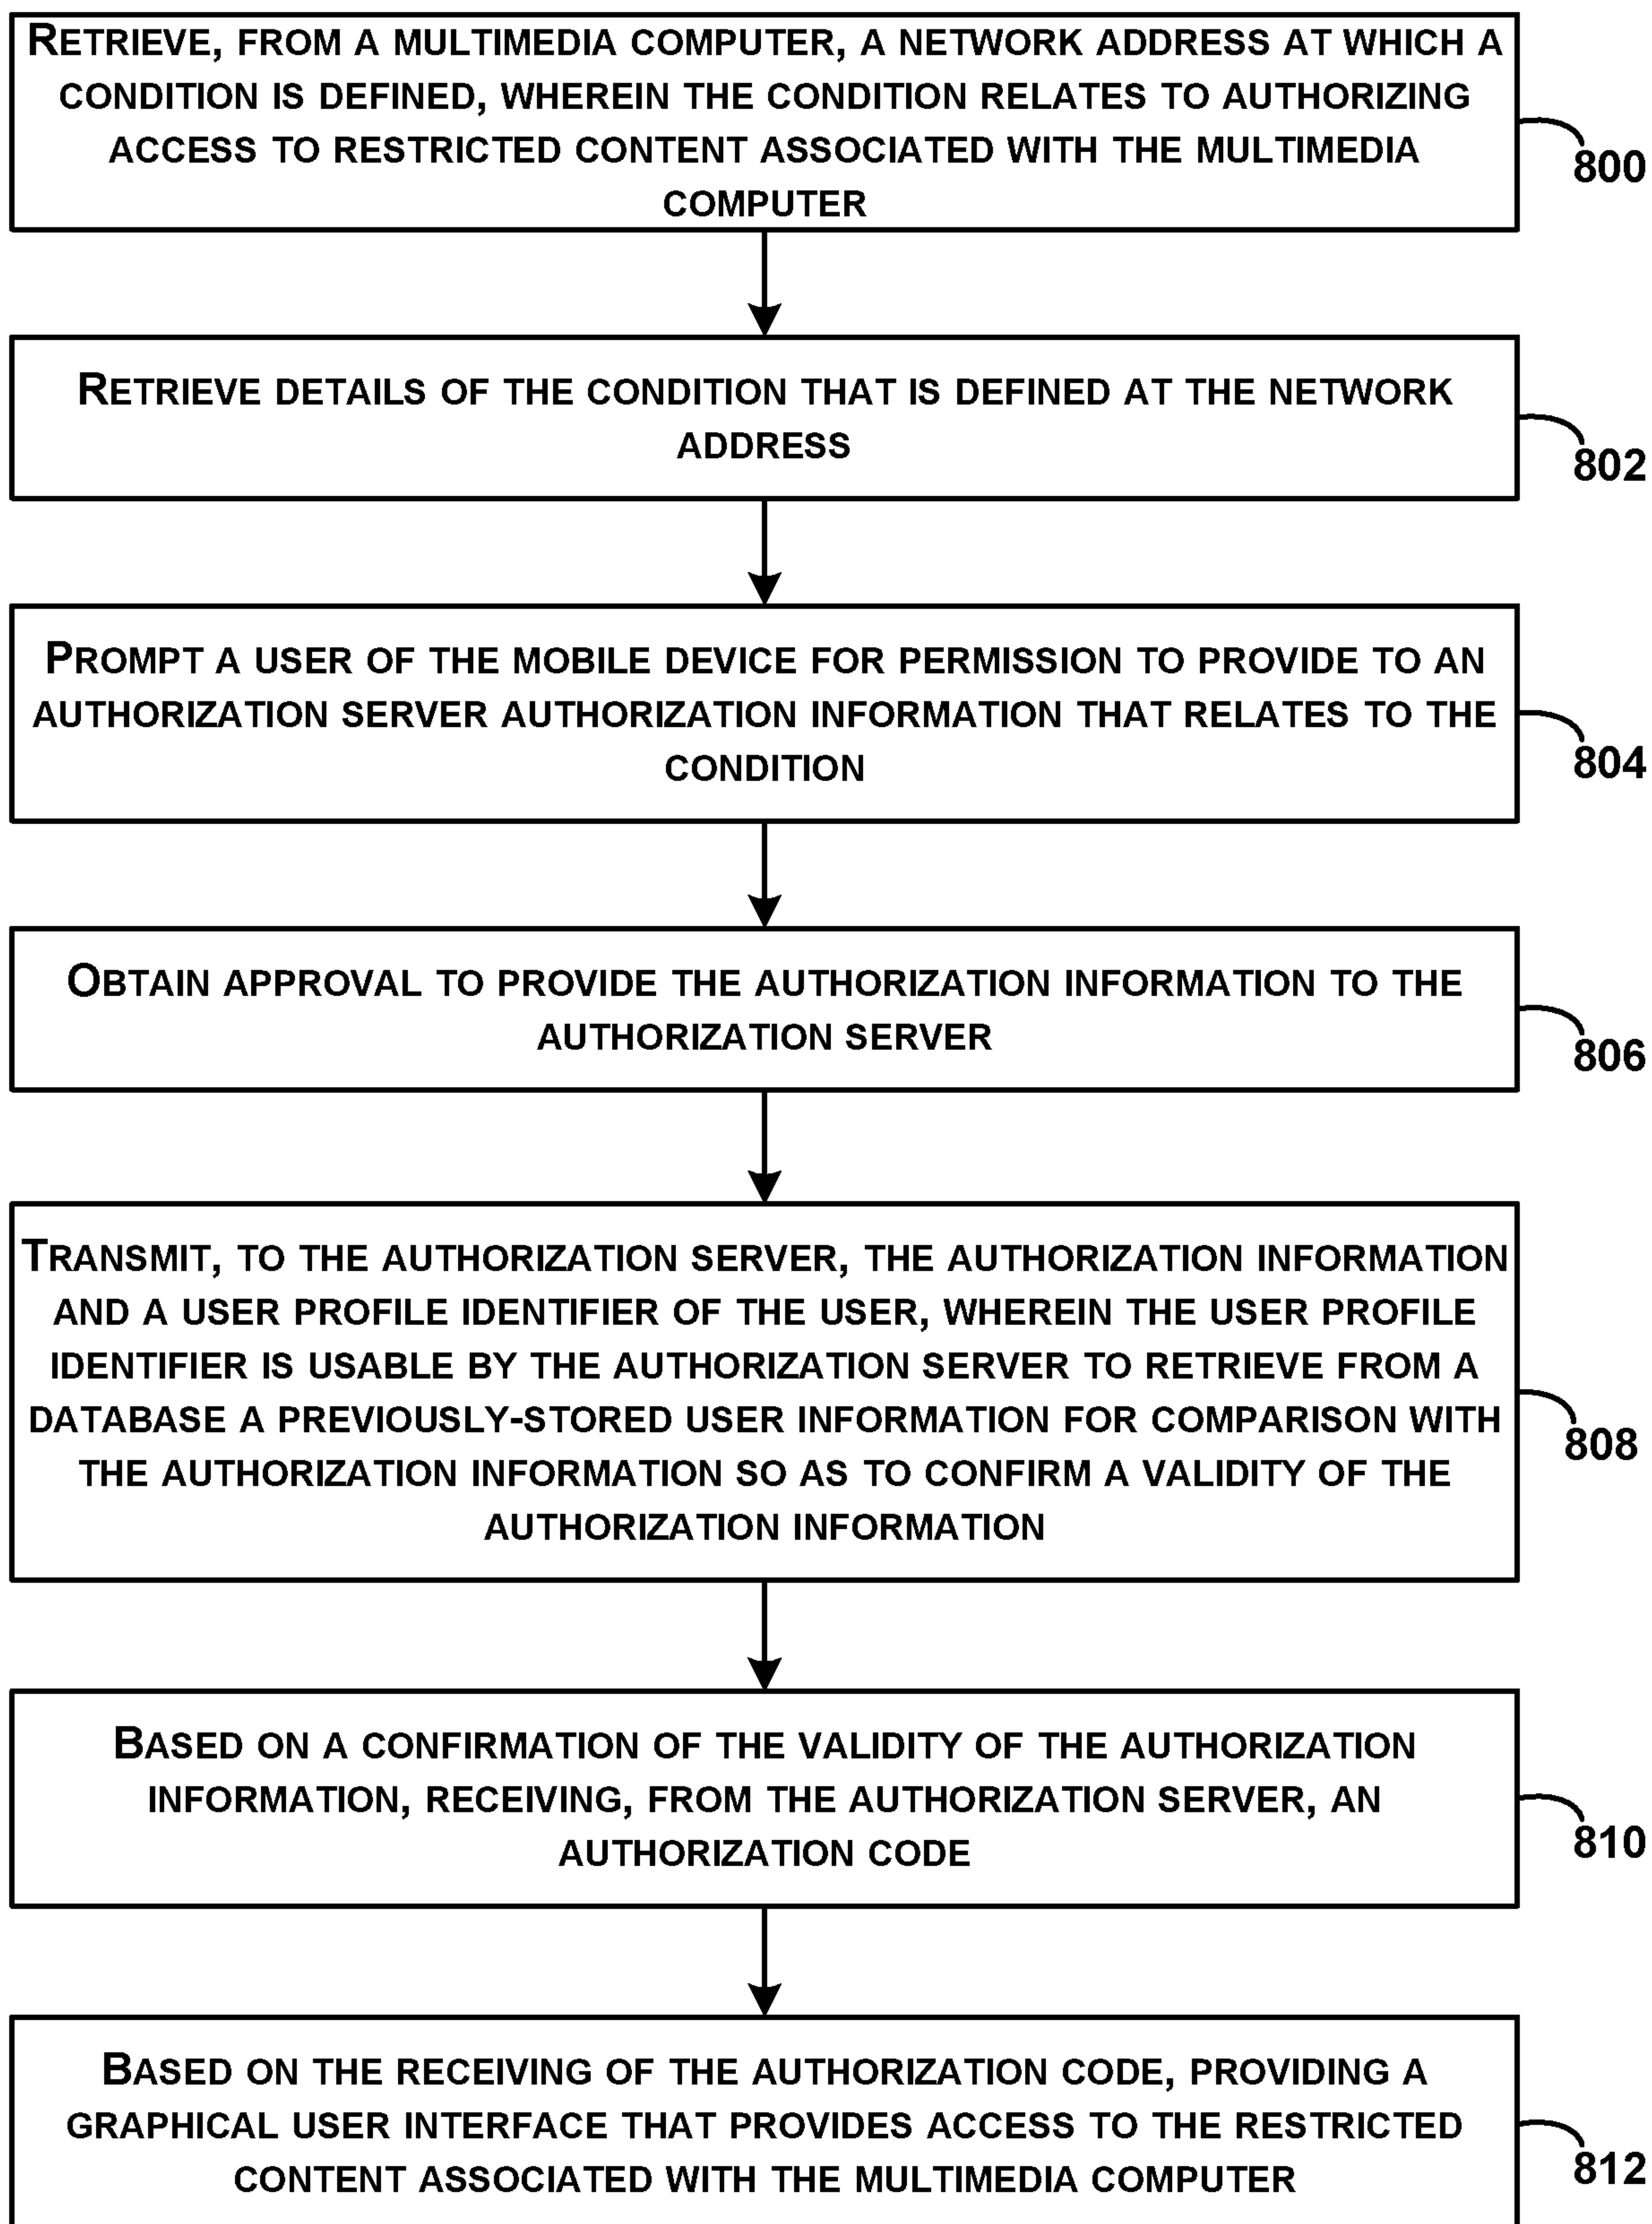 RETRIEVE, FROM A MULTIMEDIA COMPUTER, A NETWORK ADDRESS AT WHICH A
CONDITION IS DEFINED, WHEREIN THE CONDITION RELATES TO AUTHORIZING
ACCESS TO RESTRICTED CONTENT ASSOCIATED WITH THE MULTIMEDIA
COMPUTER
800
RETRIEVE DETAILS OF THE CONDITION THAT IS DEFINED AT THE NETWORK
ADDRESS
802
PROMPT A USER OF THE MOBILE DEVICE FOR PERMISSION TO PROVIDE TO AN
AUTHORIZATION SERVER AUTHORIZATION INFORMATION THAT RELATES TO THE
CONDITION
804
OBTAIN APPROVAL TO PROVIDE THE AUTHORIZATION INFORMATION TO THE
AUTHORIZATION SERVER
806
TRANSMIT, TO THE AUTHORIZATION SERVER, THE AUTHORIZATION INFORMATION
AND A USER PROFILE IDENTIFIER OF THE USER, WHEREIN THE USER PROFILE
IDENTIFIER IS USABLE BY THE AUTHORIZATION SERVER TO RETRIEVE FROM A
DATABASE A PREVIOUSLY-STORED USER INFORMATION FOR COMPARISON WITH
THE AUTHORIZATION INFORMATION SO AS TO CONFIRM A VALIDITY OF THE
AUTHORIZATION INFORMATION
808
BASED ON A CONFIRMATION OF THE VALIDITY OF THE AUTHORIZATION
INFORMATION, RECEIVING, FROM THE AUTHORIZATION SERVER, AN
AUTHORIZATION CODE
810
BASED ON THE RECEIVING OF THE AUTHORIZATION CODE, PROVIDING A
GRAPHICAL USER INTERFACE THAT PROVIDES ACCESS TO THE RESTRICTED
CONTENT ASSOCIATED WITH THE MULTIMEDIA COMPUTER
812